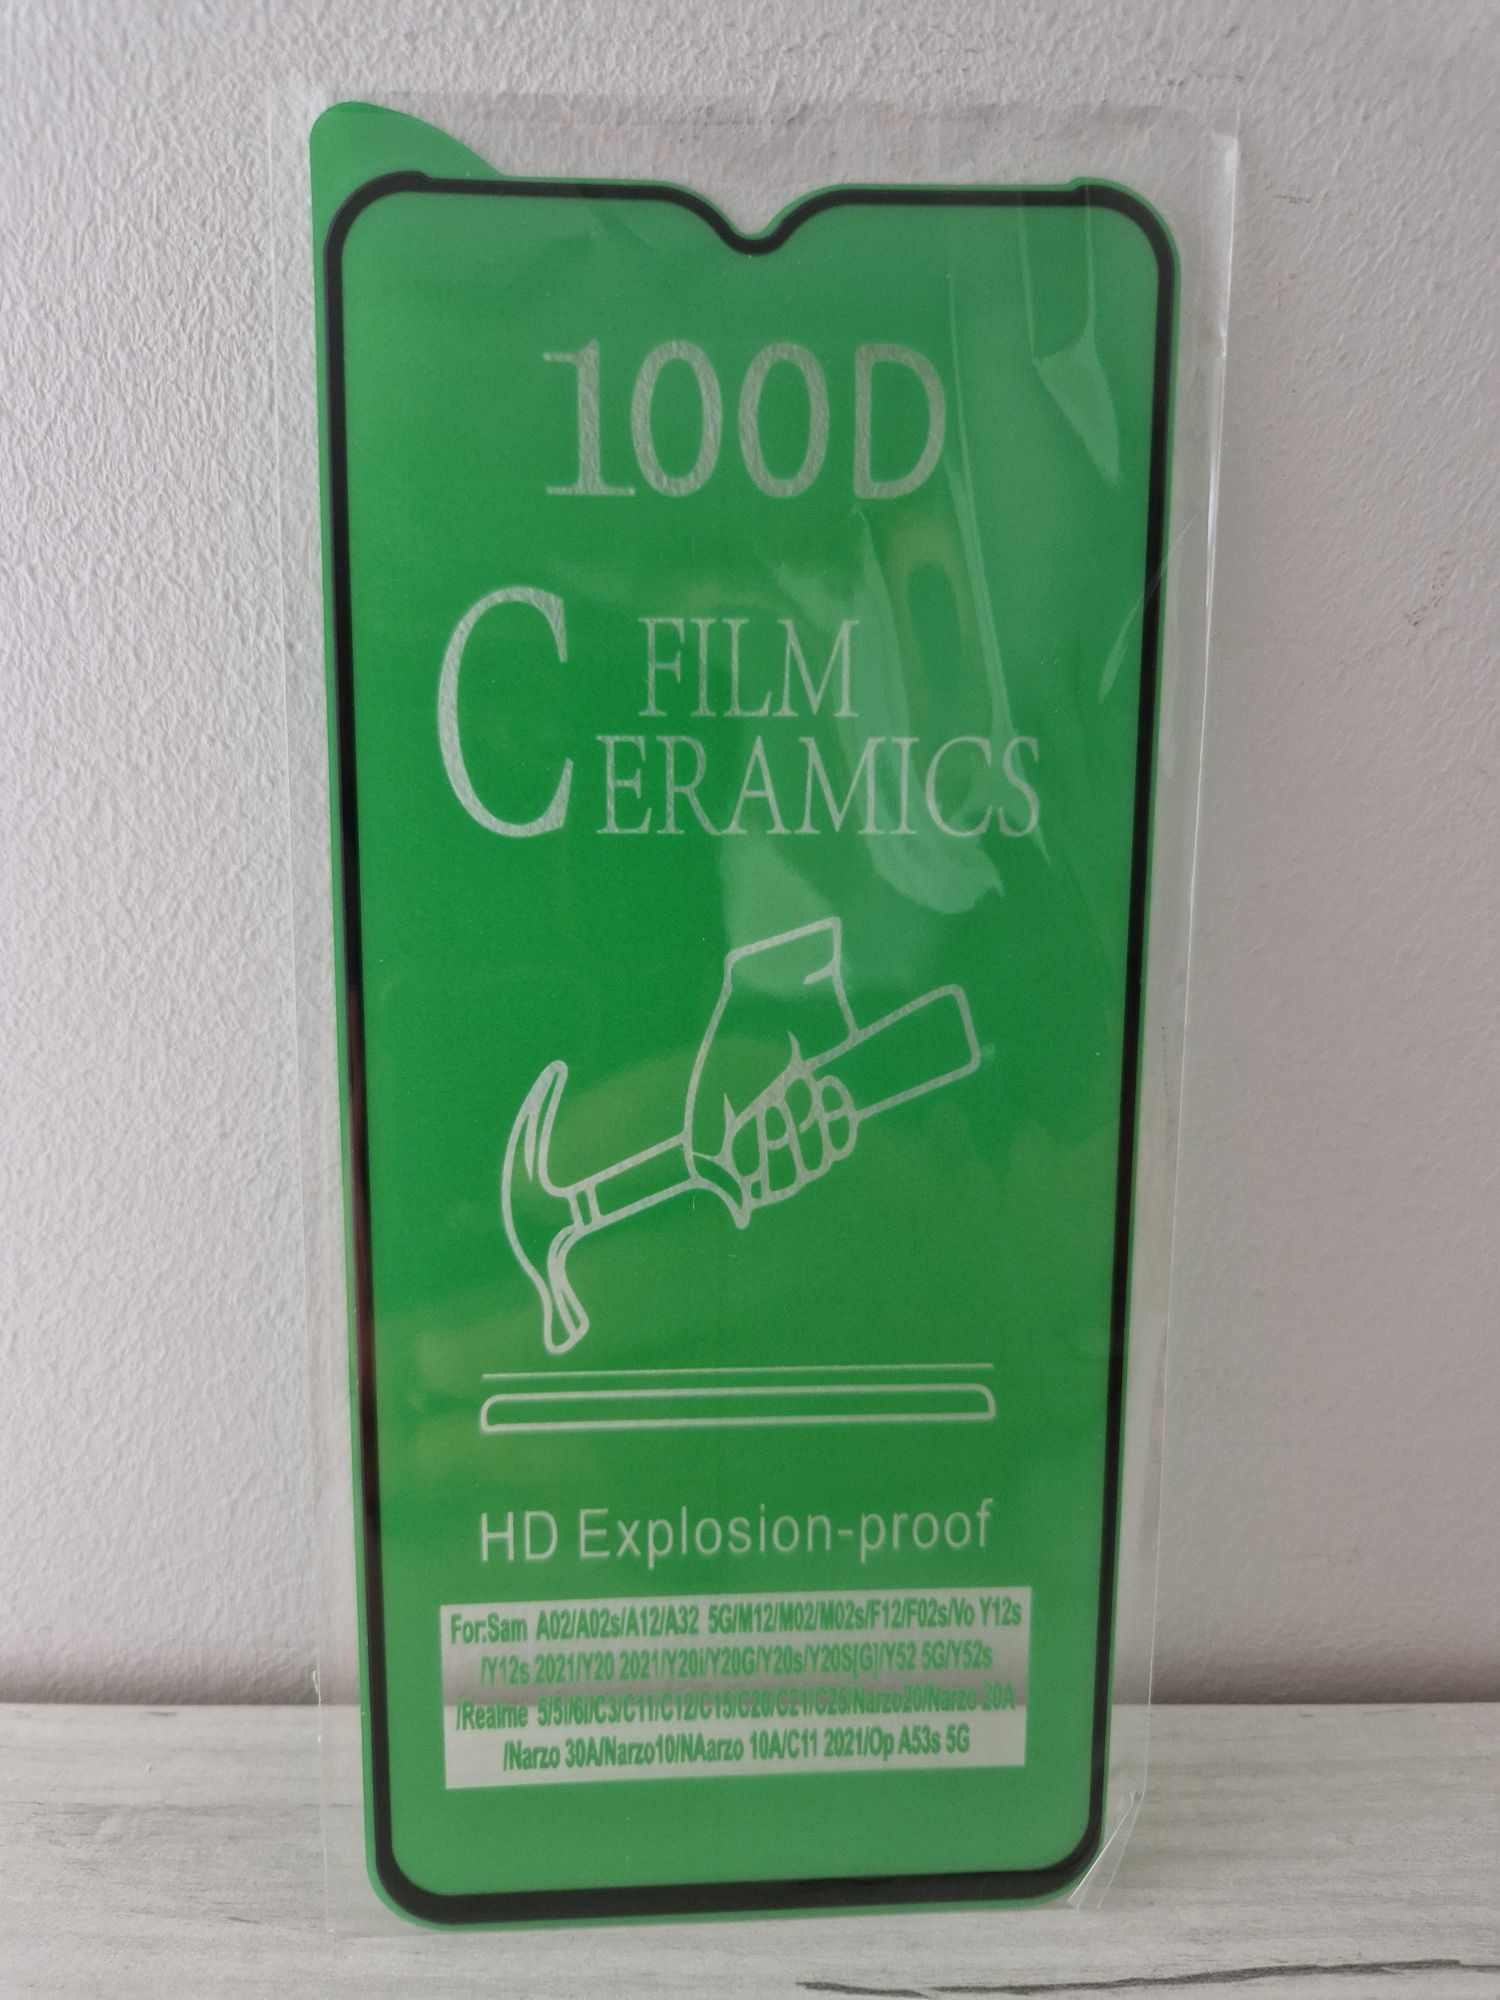 100D
FILM
CERAMICS
HD Explosion-proof
For:Sam A02/A02s/A12/A32 5G/M12/M02/M02s/F12/F02s/Vo Y12s
/Y12s 2021/Y20 2021/Y20i/Y20G/Y20s/Y20S[G]/Y52 5G/Y52s
/Realme 5/5i/6i/C3/C11/C12/C15/C20/C21/C25/Narzo20/Narzo 20A
/Narzo 30A/Narzo10/NAarzo 10A/C11 2021/Op A53s 5G